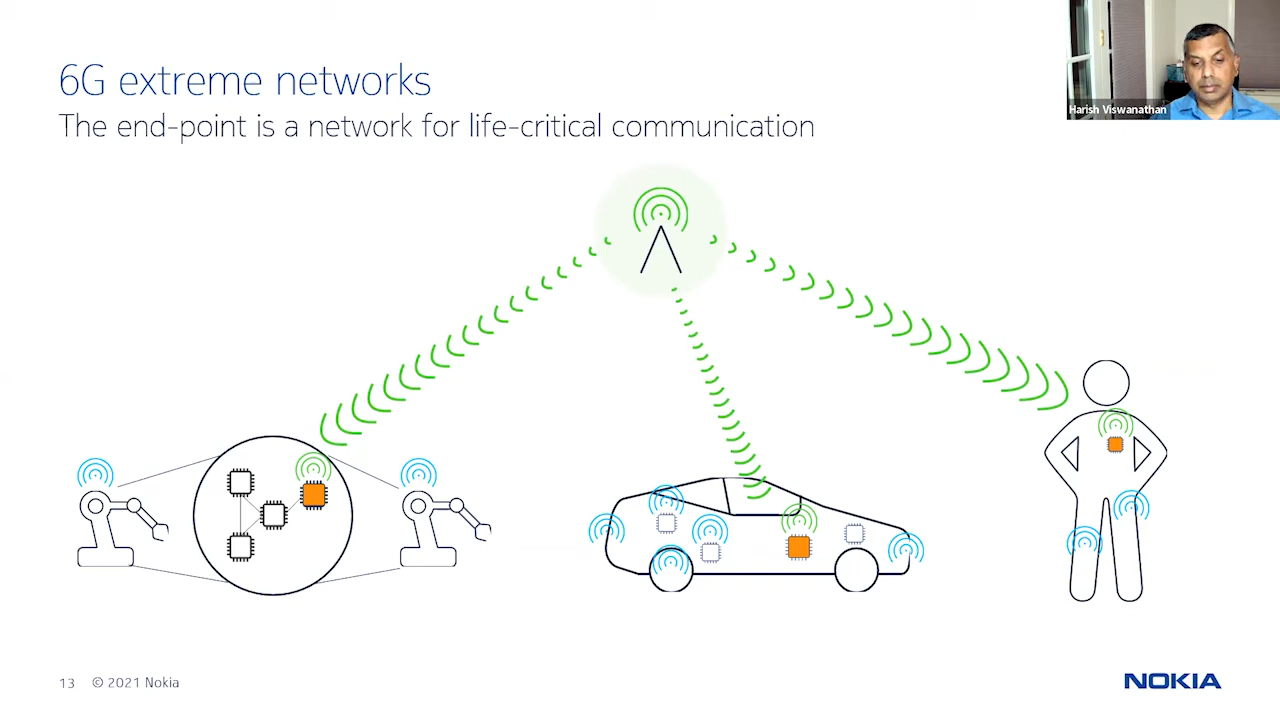 6G extreme networks
The end-point is a network for life-critical communication
Harish Viswanathan
13 © 2021 Nokia
NOKIA